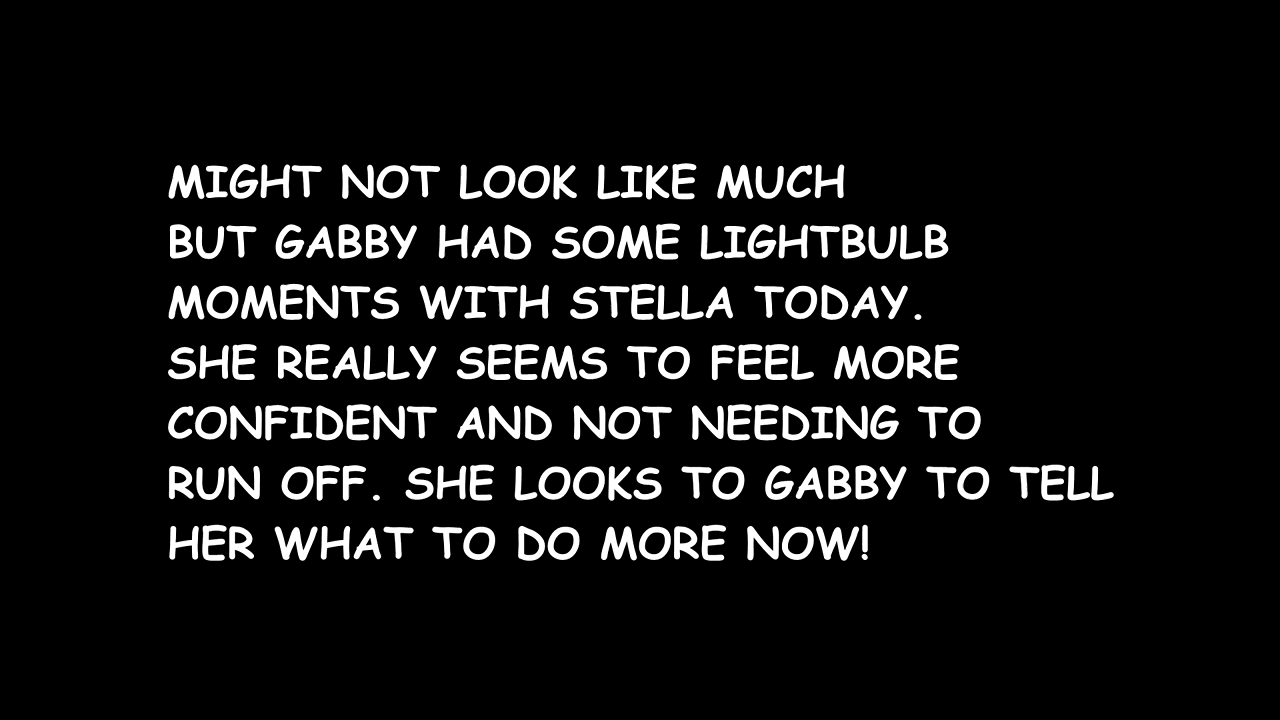 MIGHT NOT LOOK LIKE MUCH
BUT GABBY HAD SOME LIGHTBULB
MOMENTS WITH STELLA TODAY.
SHE REALLY SEEMS TO FEEL MORE
CONFIDENT AND NOT NEEDING TO
RUN OFF. SHE LOOKS TO GABBY TO TELL
HER WHAT TO DO MORE NOW!